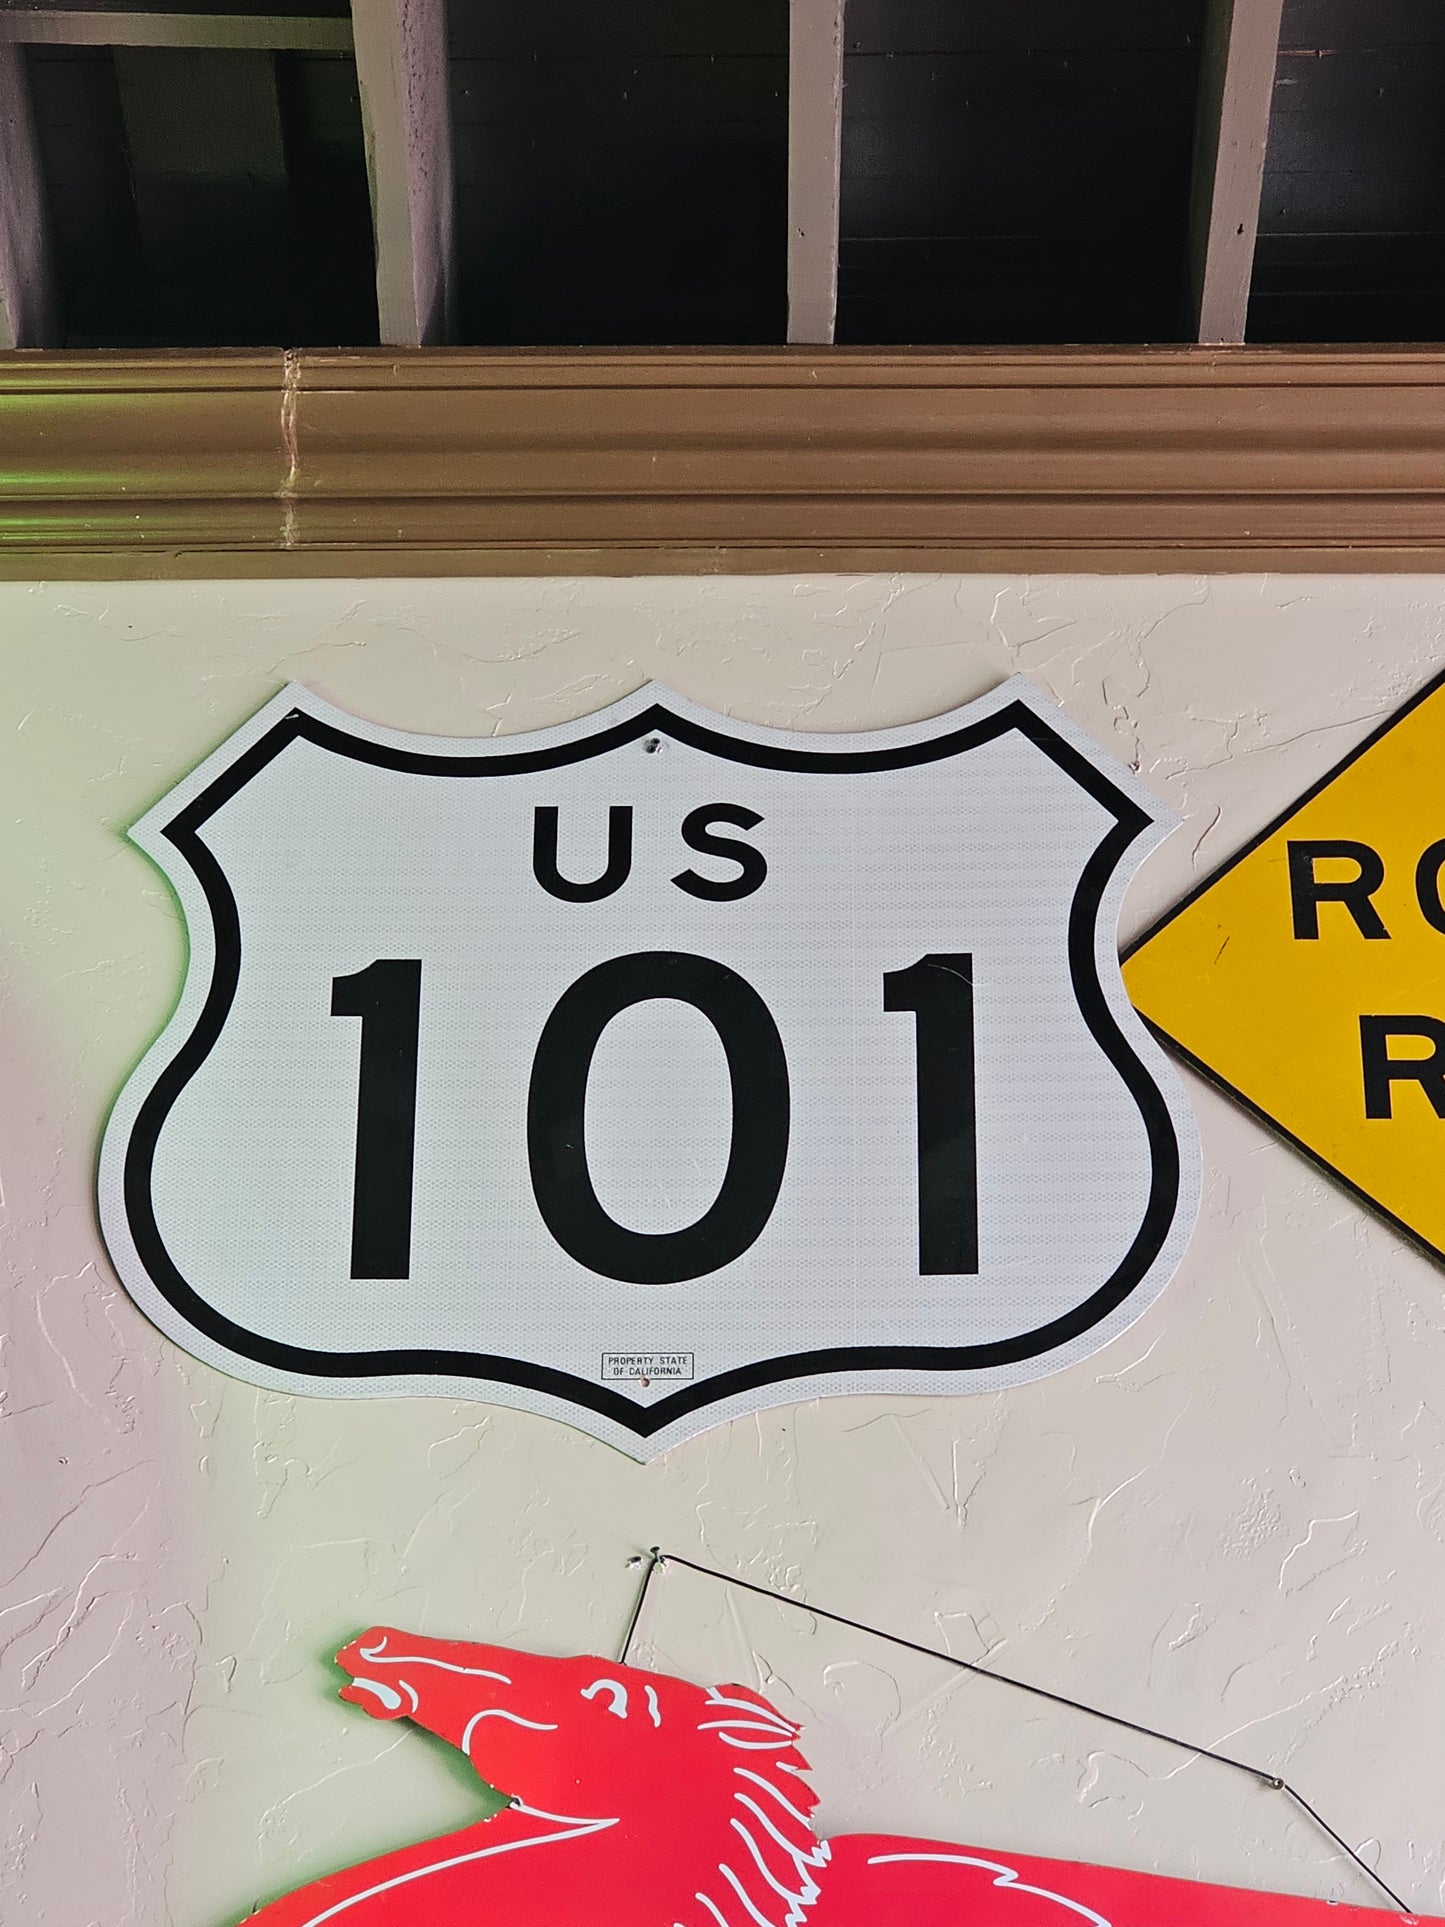 US
101
PROPERTY STATE
OF CALIFORNIA